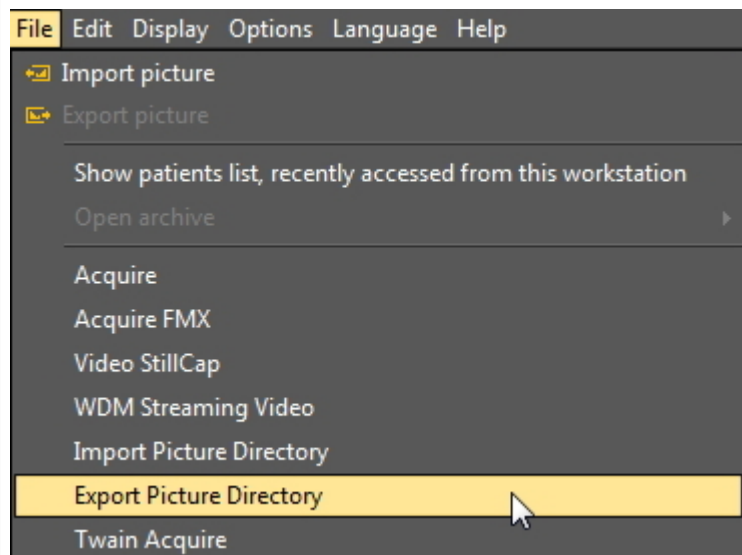 File Edit Display Options Language Help
Import picture
Export picture
Show patients list, recently accessed from this workstation
Open archive
Acquire
Acquire FMX
Video StillCap
WDM Streaming Video
Import Picture Directory
Export Picture Directory
Twain Acquire